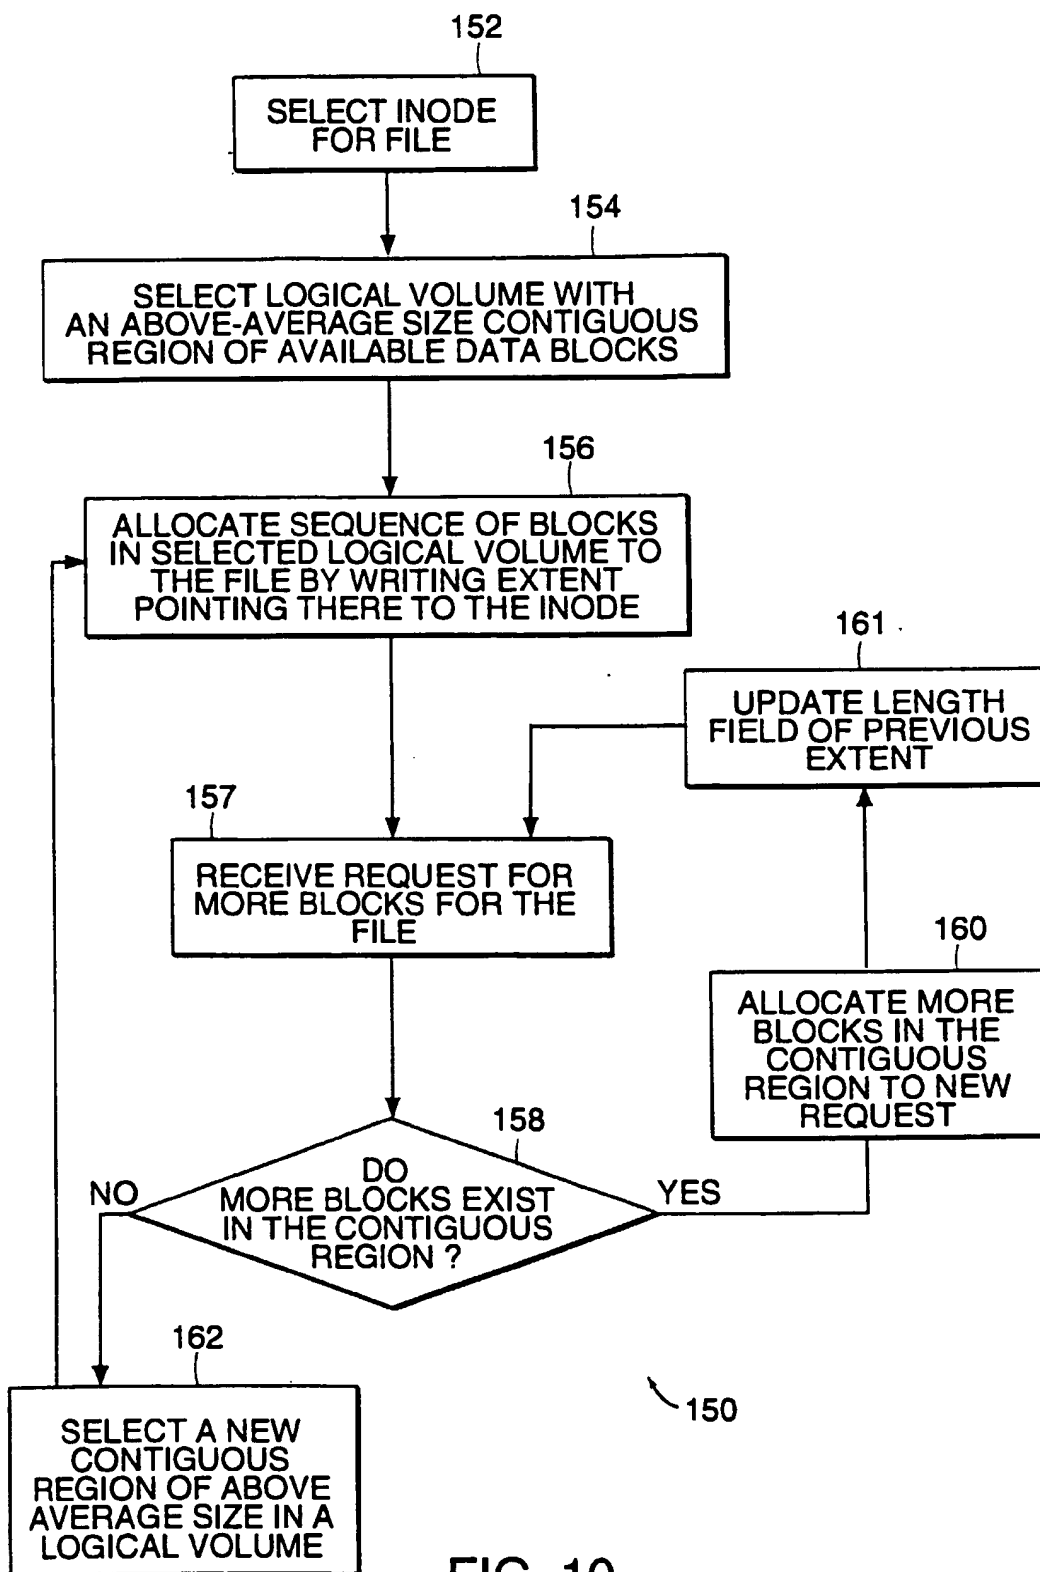 152
SELECT INODE
FOR FILE
154
SELECT LOGICAL VOLUME WITH
AN ABOVE-AVERAGE SIZE CONTIGUOUS
REGION OF AVAILABLE DATA BLOCKS
156
ALLOCATE SEQUENCE OF BLOCKS
IN SELECTED LOGICAL VOLUME TO
THE FILE BY WRITING EXTENT
POINTING THERE TO THE INODE
161
UPDATE LENGTH
FIELD OF PREVIOUS
EXTENT
157
RECEIVE REQUEST FOR
MORE BLOCKS FOR THE
FILE
160
ALLOCATE MORE
BLOCKS IN THE
CONTIGUOUS
REGION TO NEW
REQUEST
158
DO
MORE BLOCKS EXIST
IN THE CONTIGUOUS
REGION ?
NO
YES
162
SELECT A NEW
CONTIGUOUS
REGION OF ABOVE
AVERAGE SIZE IN A
LOGICAL VOLUME
150
FIG. 10